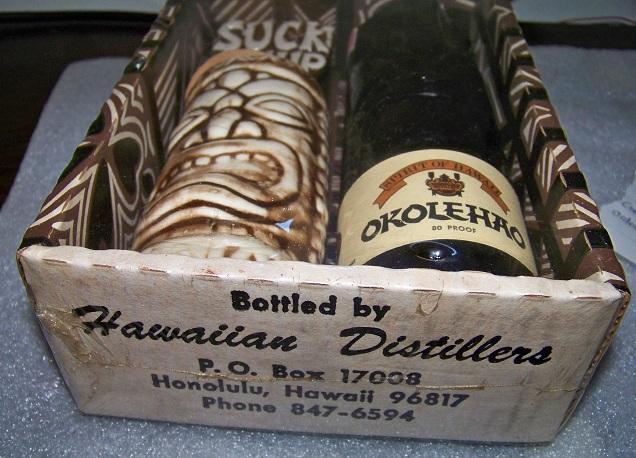 SUCK
'EM UP
SPIRIT OF HAWAII
OKOLEHAO
80 PROOF
Bottled by
Hawaiian Distillers
P.O. Box 17008
Honolulu, Hawaii 96817
Phone 847-6594